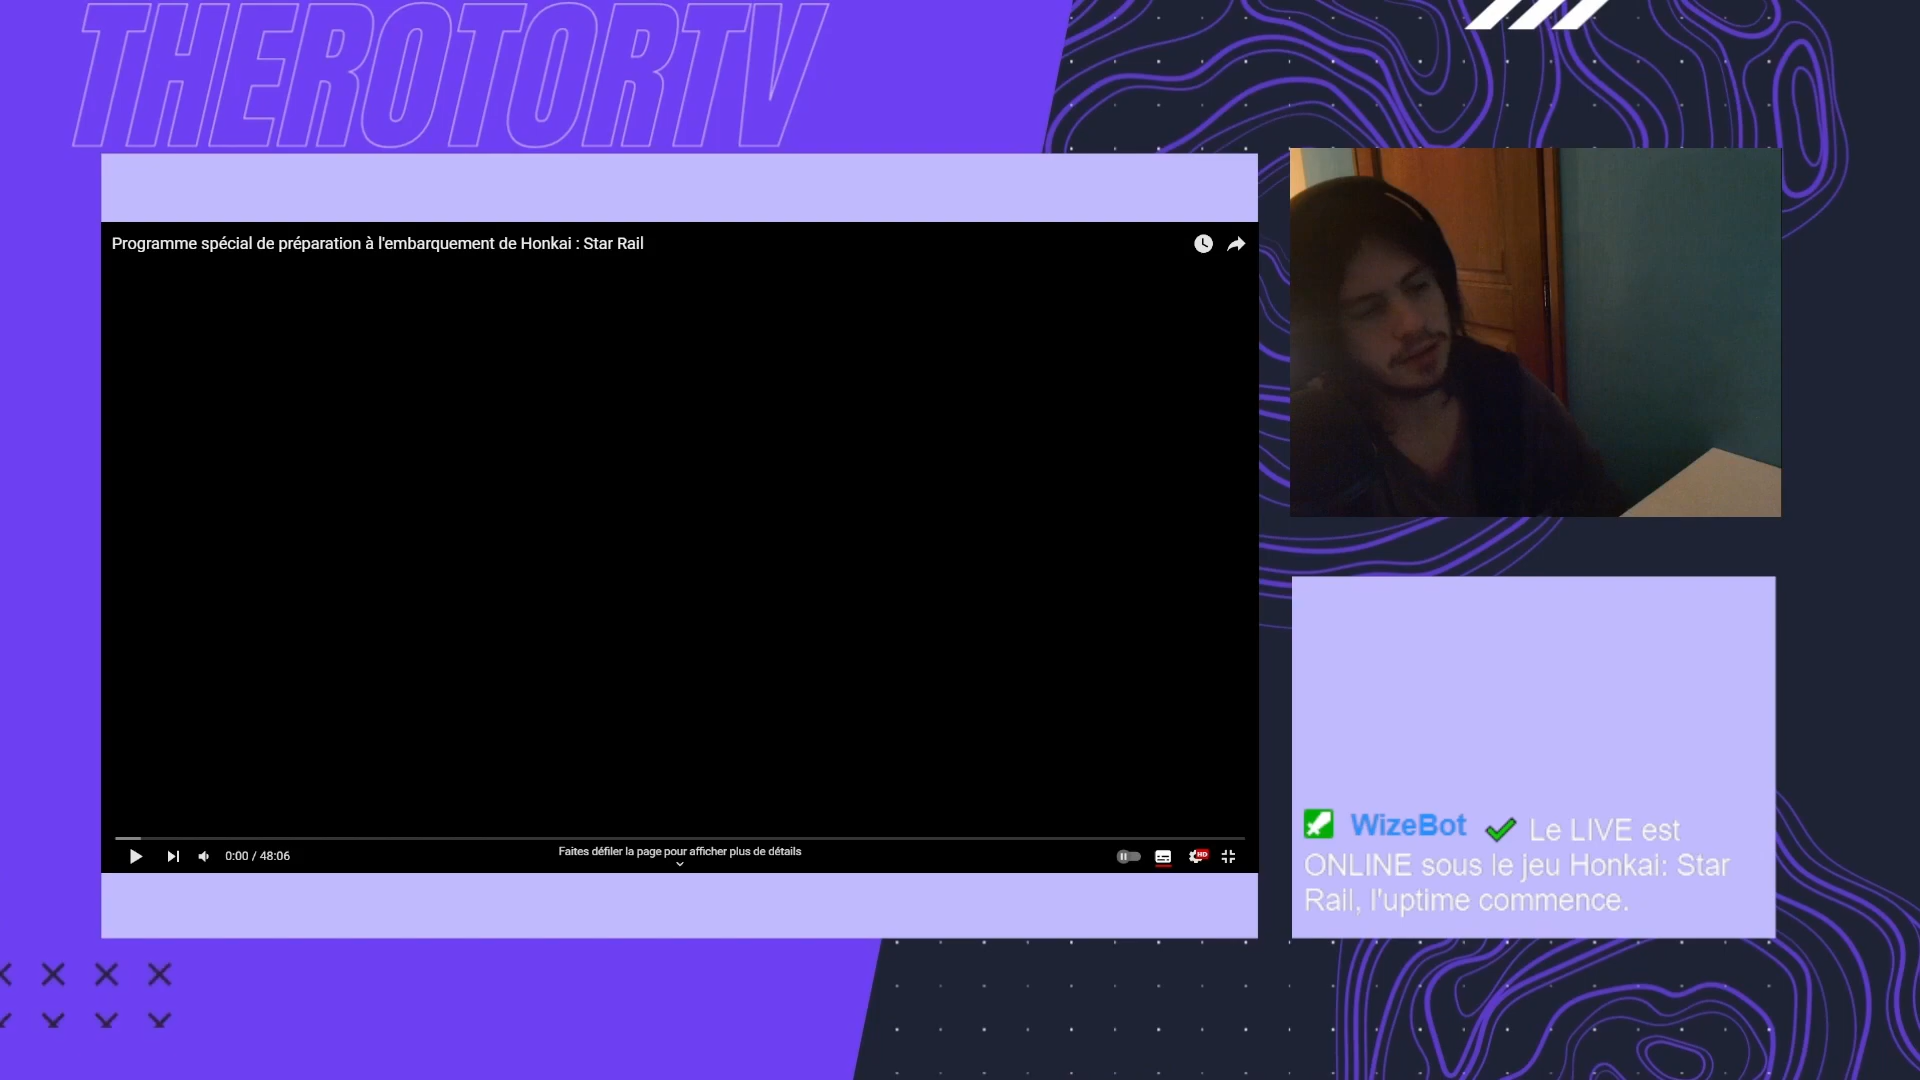 THEROTORTV
Programme spécial de préparation à l'embarquement de Honkai : Star Rail
0:00 / 48:06
Faites défiler la page pour afficher plus de détails
HD
WizeBot Le LIVE est
ONLINE sous le jeu Honkai: Star
Rail, l'uptime commence.